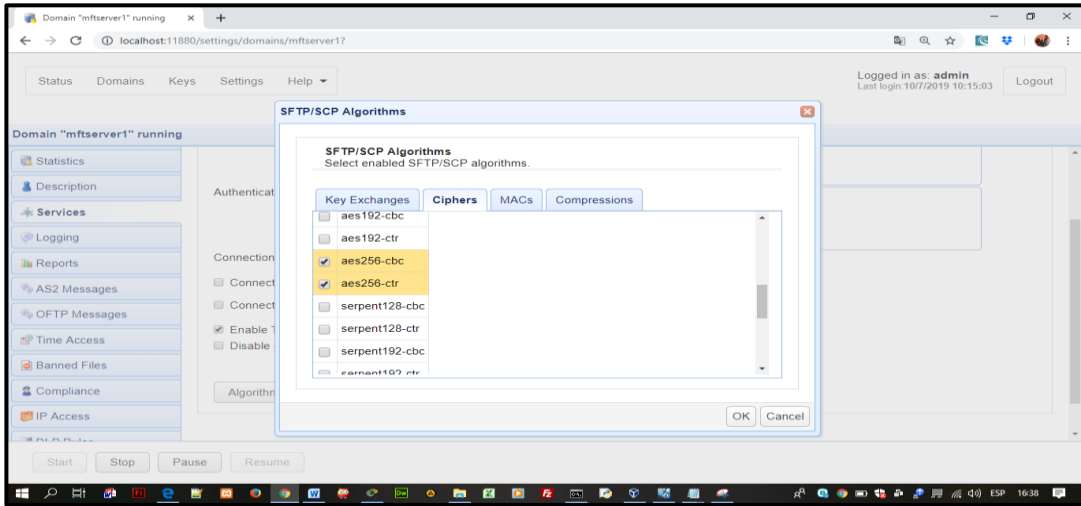 Domain "mftserver1" running
localhost:11880/settings/domains/mftserver1?
Status Domains Keys Settings Help
Logged in as: admin
Last login:10/7/2019 10:15:03
Logout
SFTP/SCP Algorithms
Domain "mftserver1" running
SFTP/SCP Algorithms
Select enabled SFTP/SCP algorithms.
Statistics
Description
Services
Logging
Reports
AS2 Messages
OFTP Messages
Time Access
Banned Files
Compliance
IP Access
DLP Rules
Authenticat
Connection
Connect
Connect
Enable T
Disable
Algorithm
Key Exchanges Ciphers MACs Compressions
aes192-cbc
aes192-ctr
aes256-cbc
aes256-ctr
serpent128-cbc
serpent128-ctr
serpent192-cbc
serpent192-ctr
OK Cancel
Start Stop Pause Resume
ESP 16:38